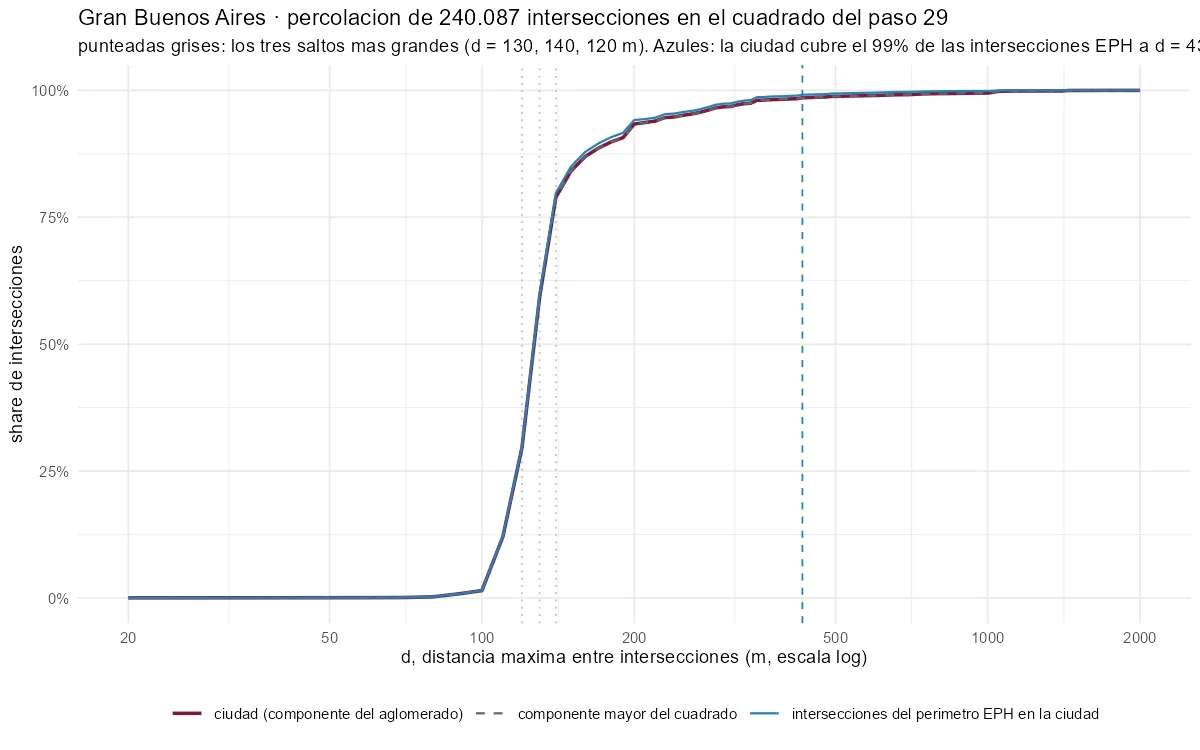 Gran Buenos Aires · percolacion de 240.087 intersecciones en el cuadrado del paso 29
punteadas grises: los tres saltos mas grandes (d = 130, 140, 120 m). Azules: la ciudad cubre el 99% de las intersecciones EPH a d =
100%
75%
50%
25%
0%
share de intersecciones
20 50 100 200 500 1000 2000
d, distancia maxima entre intersecciones (m, escala log)
ciudad (componente del aglomerado) componente mayor del cuadrado intersecciones del perimetro EPH en la ciudad